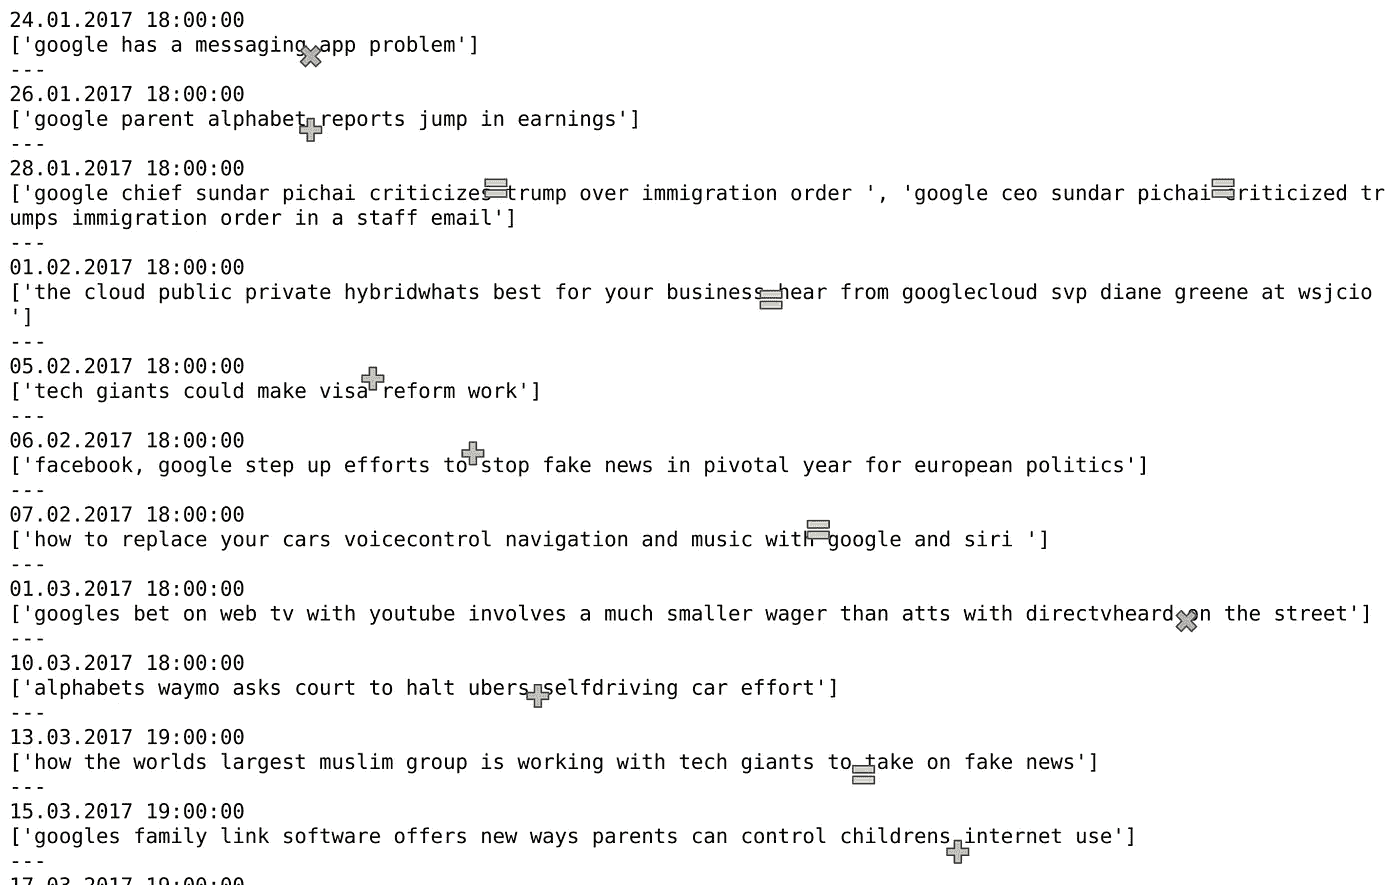 24.01.2017 18:00:00
['google has a messaging app problem']
---
26.01.2017 18:00:00
['google parent alphabet reports jump in earnings']
---
28.01.2017 18:00:00
['google chief sundar pichai criticizes trump over immigration order ', 'google ceo sundar pichai criticized tr
umps immigration order in a staff email']
---
01.02.2017 18:00:00
['the cloud public private hybridwhats best for your business hear from googlecloud svp diane greene at wsjcio
']
---
05.02.2017 18:00:00
['tech giants could make visa reform work']
---
06.02.2017 18:00:00
['facebook, google step up efforts to stop fake news in pivotal year for european politics']
---
07.02.2017 18:00:00
['how to replace your cars voicecontrol navigation and music with google and siri ']
---
01.03.2017 18:00:00
['googles bet on web tv with youtube involves a much smaller wager than atts with directvheard on the street']
---
10.03.2017 18:00:00
['alphabets waymo asks court to halt ubers selfdriving car effort']
---
13.03.2017 19:00:00
['how the worlds largest muslim group is working with tech giants to take on fake news']
---
15.03.2017 19:00:00
['googles family link software offers new ways parents can control childrens internet use']
---
17.03.2017 19:00:00